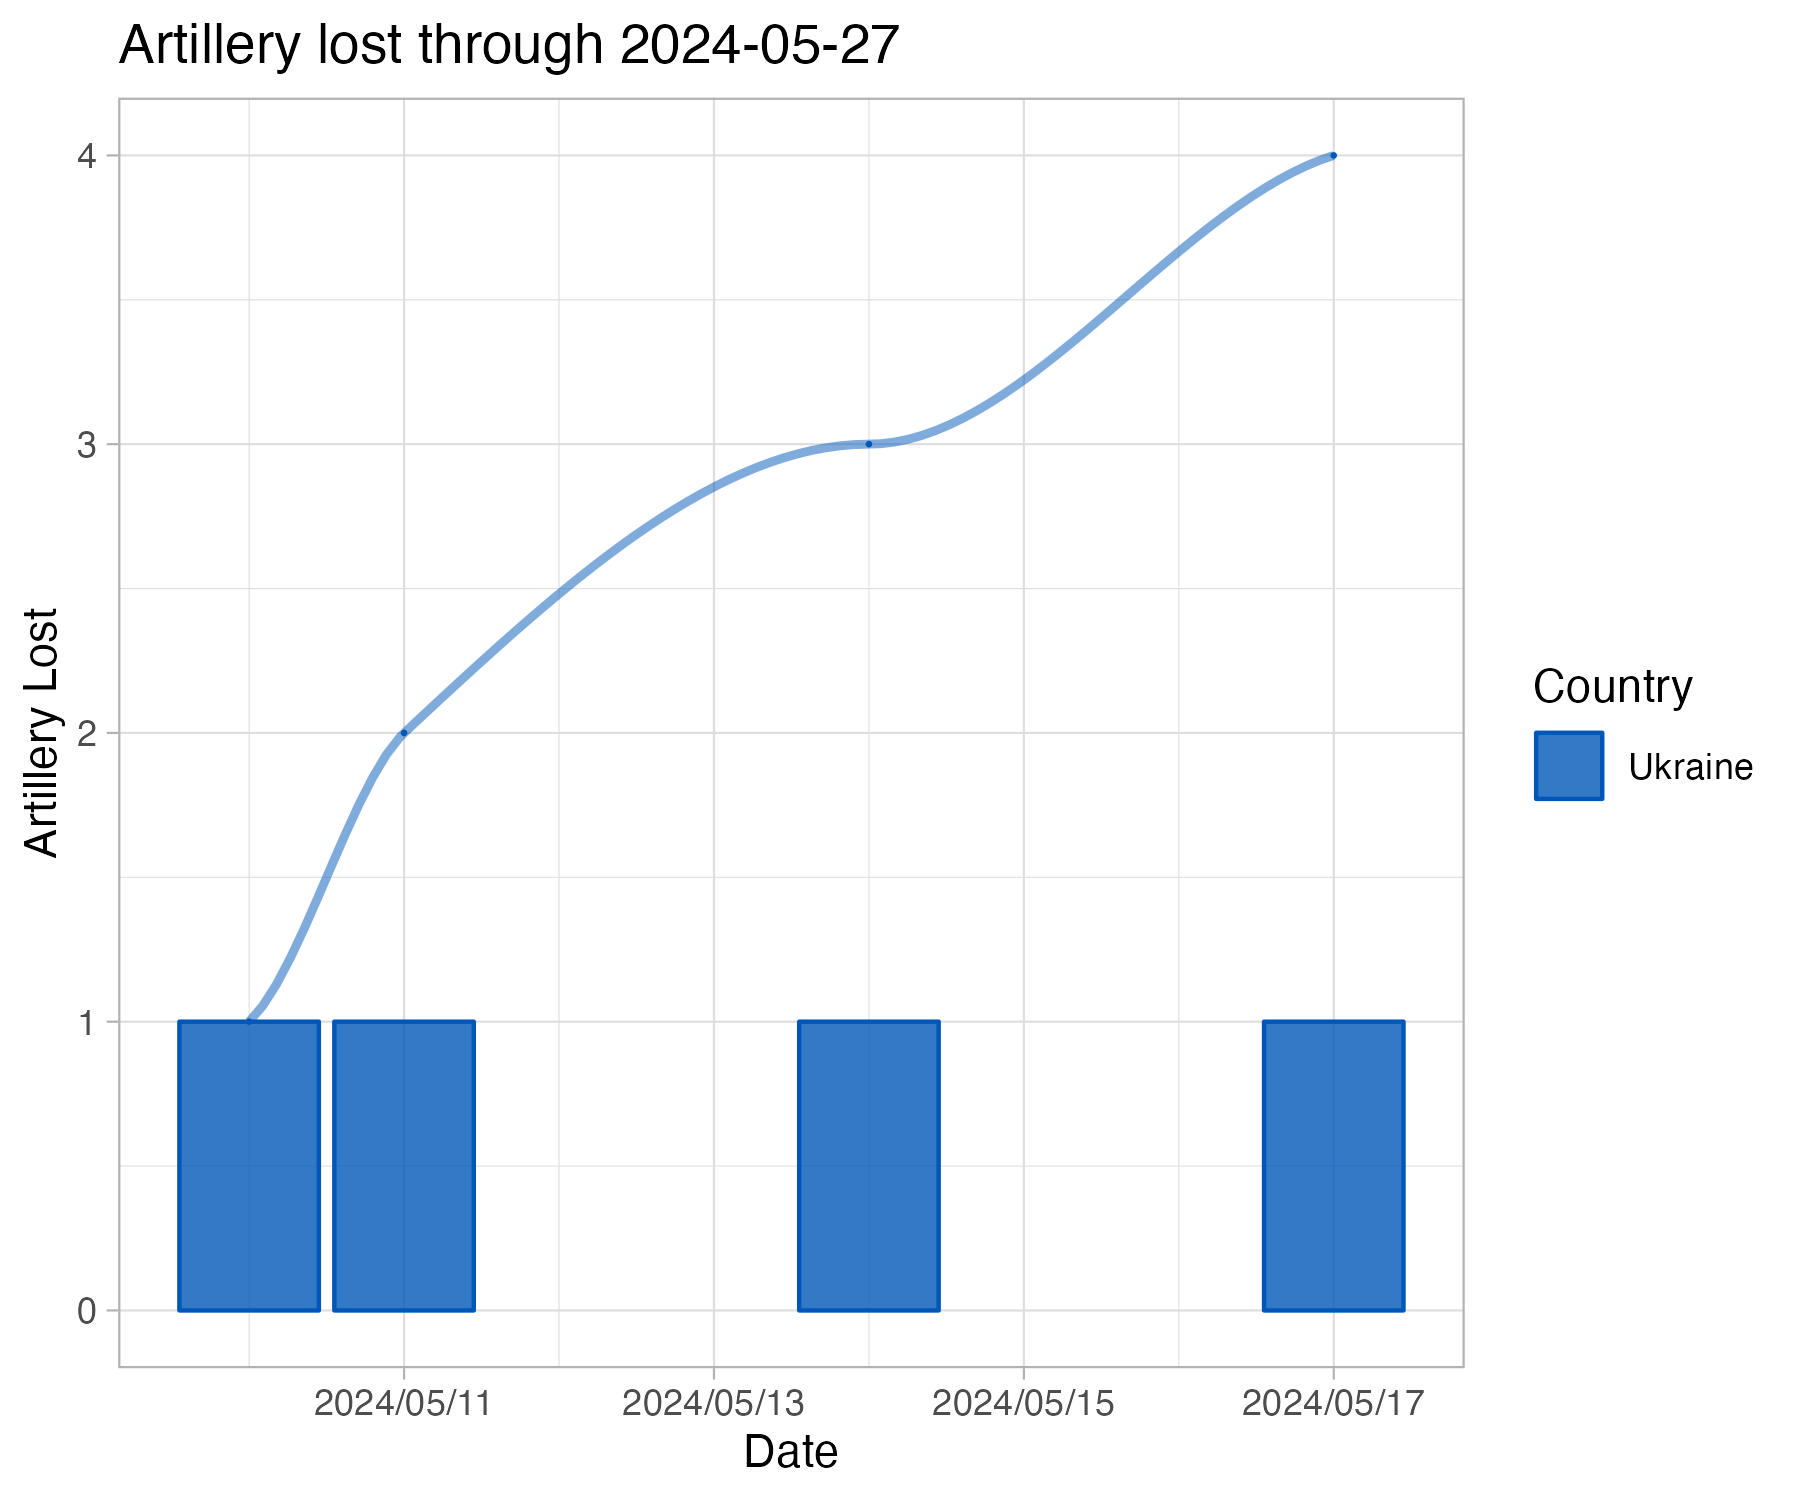 Artillery lost through 2024-05-27
4
3
2
1
0
Artillery Lost
2024/05/11 2024/05/13 2024/05/15 2024/05/17
Date
Country
Ukraine